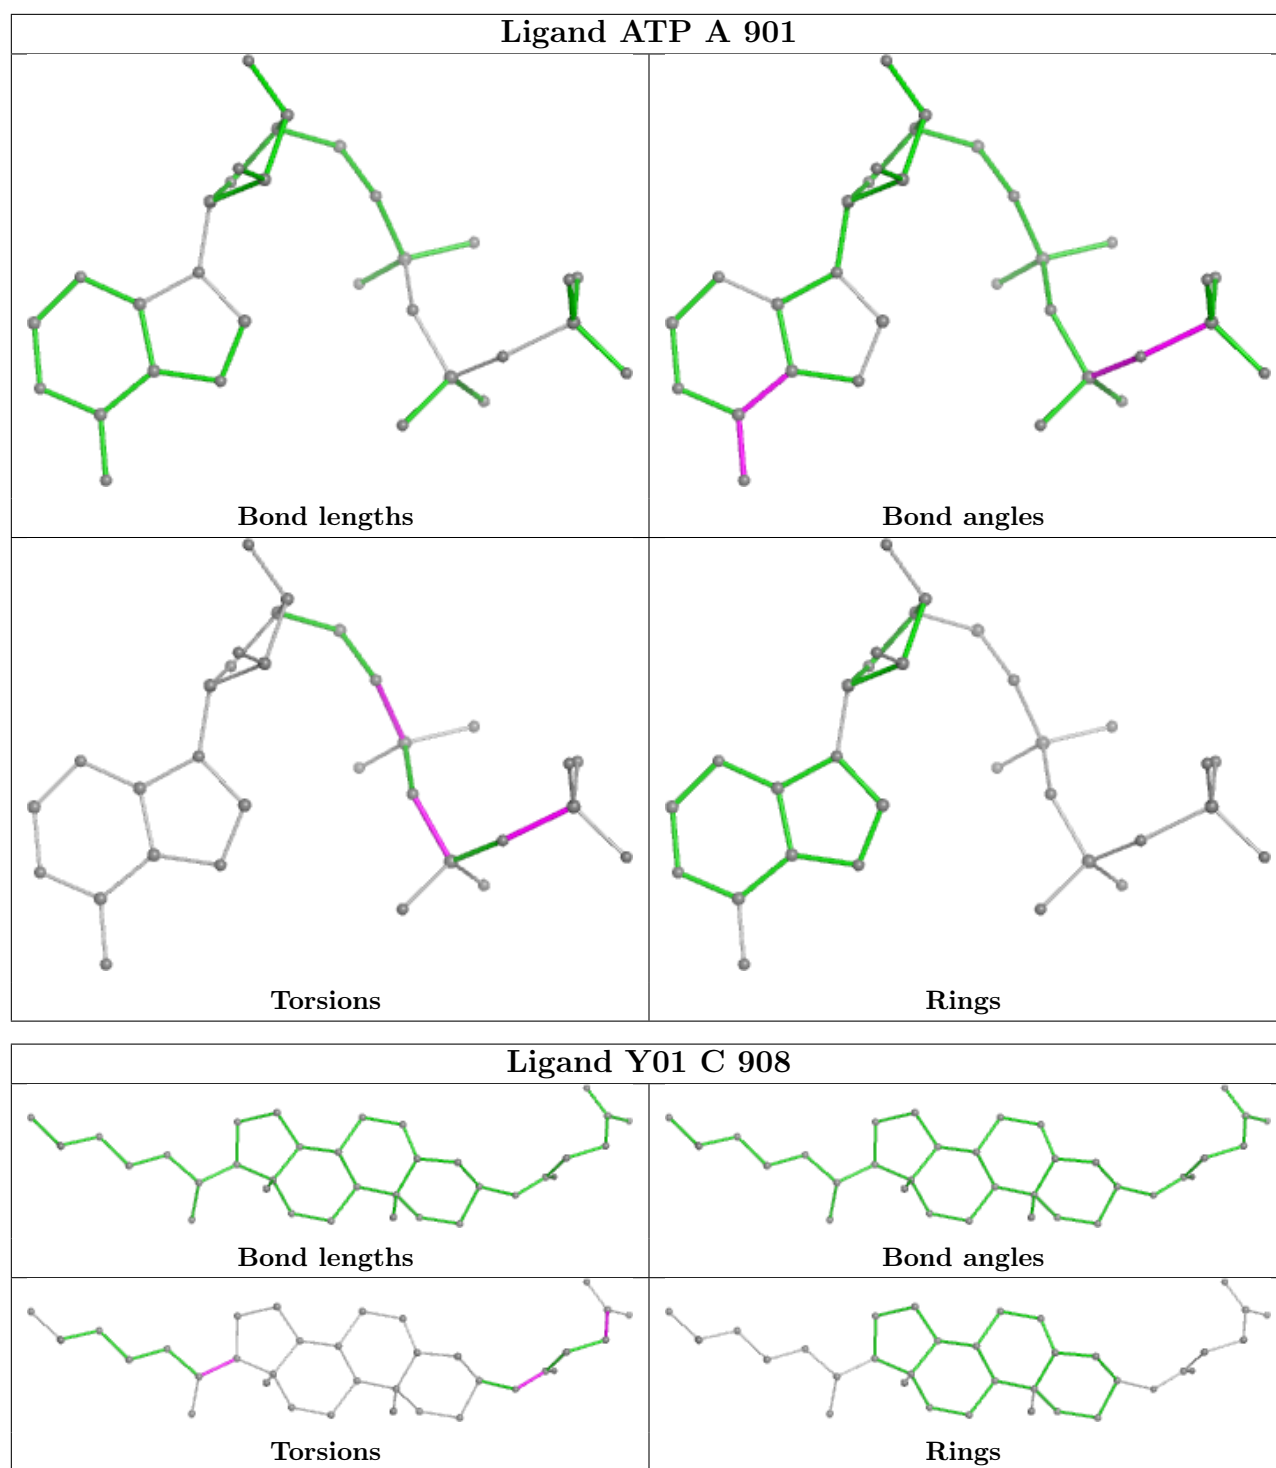 Ligand ATP A 901
Bond lengths
Bond angles
Torsions
Rings
Ligand Y01 C 908
Bond lengths
Bond angles
Torsions
Rings